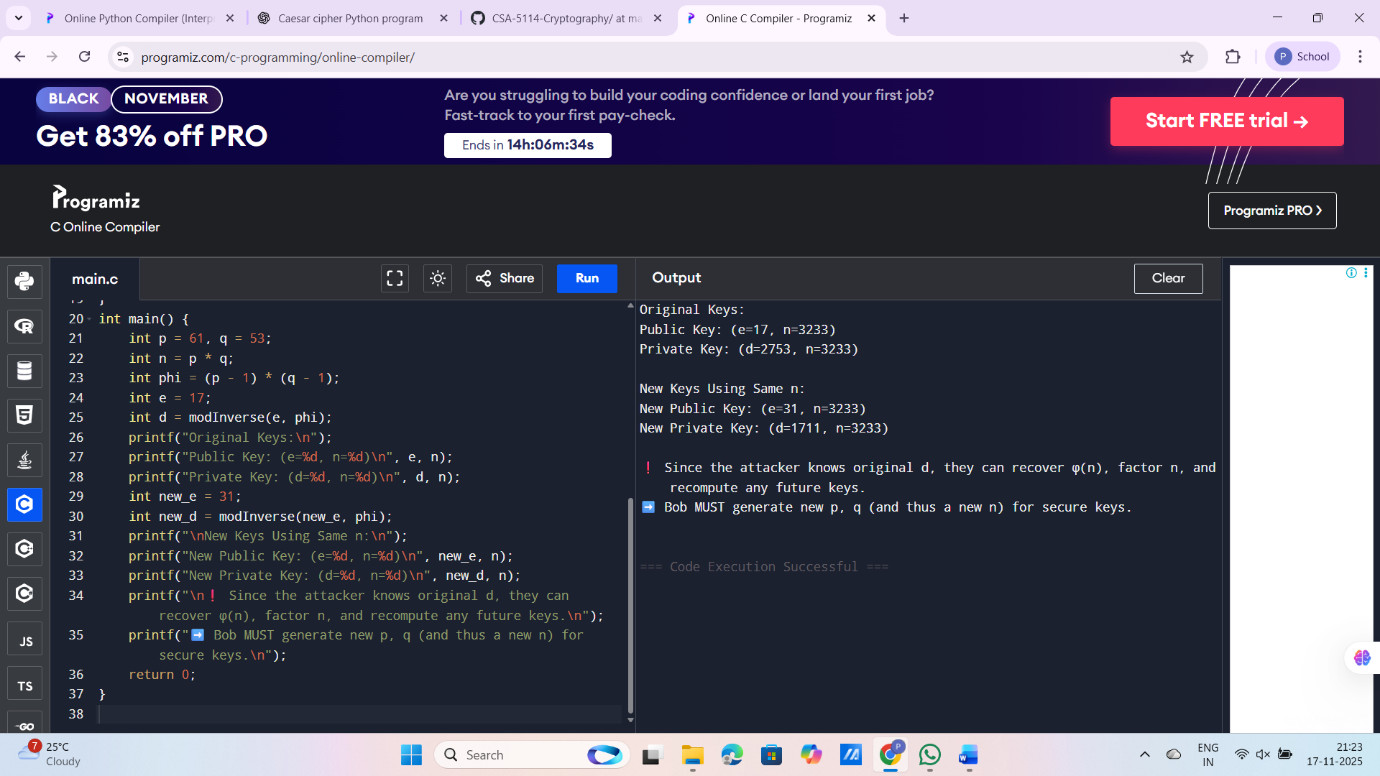 Online Python Compiler (Interp
Caesar cipher Python program
CSA-5114-Cryptography/ at ma
Online C Compiler - Programiz
programiz.com/c-programming/online-compiler/
P School
BLACK NOVEMBER
Get 83% off PRO
Are you struggling to build your coding confidence or land your first job?
Fast-track to your first pay-check.
Ends in 14h:06m:34s
Start FREE trial →
Programiz
C Online Compiler
Programiz PRO
main.c
Share
Run
Output
Clear
20 int main() {
21 int p = 61, q = 53;
22 int n = p * q;
23 int phi = (p - 1) * (q - 1);
24 int e = 17;
25 int d = modInverse(e, phi);
26 printf("Original Keys:\n");
27 printf("Public Key: (e=%d, n=%d)\n", e, n);
28 printf("Private Key: (d=%d, n=%d)\n", d, n);
29 int new_e = 31;
30 int new_d = modInverse(new_e, phi);
31 printf("\nNew Keys Using Same n:\n");
32 printf("New Public Key: (e=%d, n=%d)\n", new_e, n);
33 printf("New Private Key: (d=%d, n=%d)\n", new_d, n);
34 printf("\n❗ Since the attacker knows original d, they can
recover φ(n), factor n, and recompute any future keys.\n");
35 printf("➡️ Bob MUST generate new p, q (and thus a new n) for
secure keys.\n");
36 return 0;
37 }
38
Original Keys:
Public Key: (e=17, n=3233)
Private Key: (d=2753, n=3233)
New Keys Using Same n:
New Public Key: (e=31, n=3233)
New Private Key: (d=1711, n=3233)
❗ Since the attacker knows original d, they can recover φ(n), factor n, and
recompute any future keys.
➡️ Bob MUST generate new p, q (and thus a new n) for secure keys.
=== Code Execution Successful ===
JS
TS
GO
7
25°C
Cloudy
Search
ENG
IN
21:23
17-11-2025